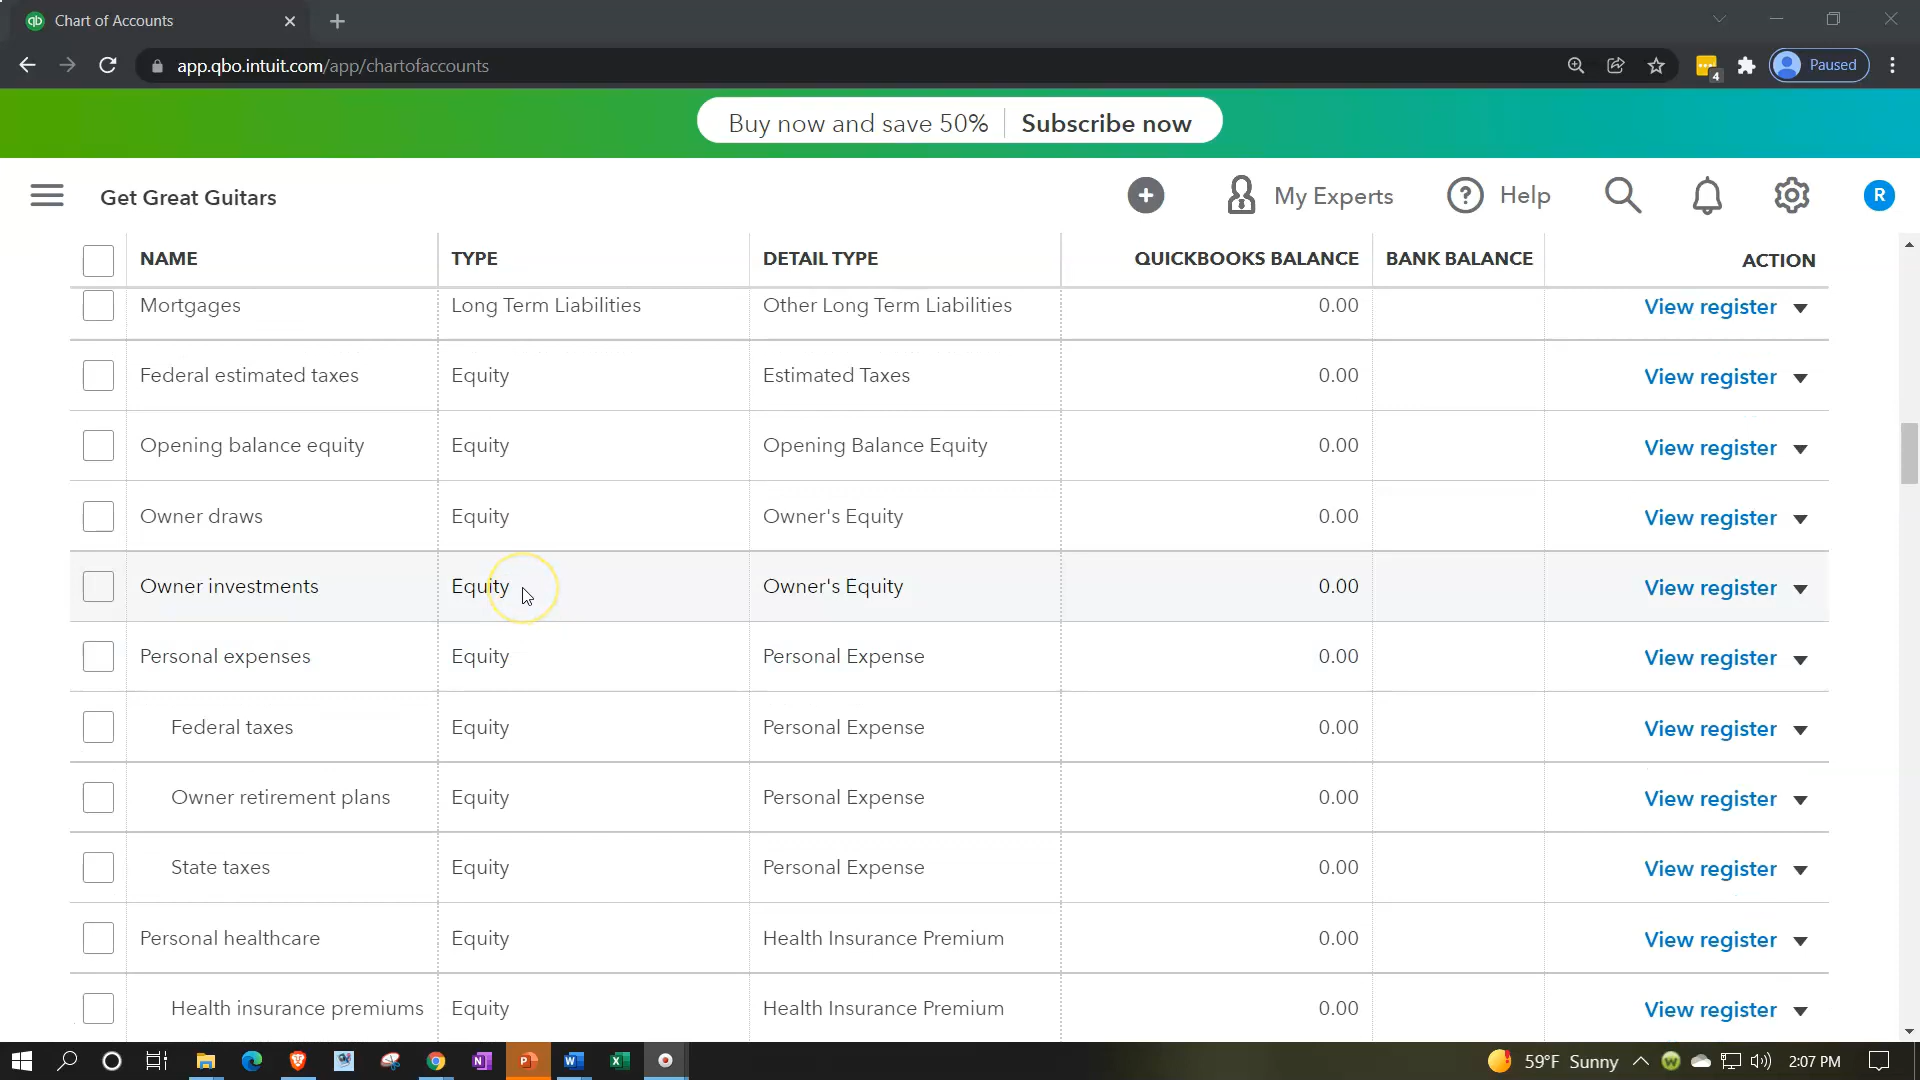 qb Chart of Accounts
app.qbo.intuit.com/app/chartofaccounts 4 Paused
Buy now and save 50% Subscribe now
Get Great Guitars My Experts ? Help R
NAME TYPE DETAIL TYPE QUICKBOOKS BALANCE BANK BALANCE ACTION
Mortgages Long Term Liabilities Other Long Term Liabilities 0.00 View register
Federal estimated taxes Equity Estimated Taxes 0.00 View register
Opening balance equity Equity Opening Balance Equity 0.00 View register
Owner draws Equity Owner's Equity 0.00 View register
Owner investments Equity Owner's Equity 0.00 View register
Personal expenses Equity Personal Expense 0.00 View register
Federal taxes Equity Personal Expense 0.00 View register
Owner retirement plans Equity Personal Expense 0.00 View register
State taxes Equity Personal Expense 0.00 View register
Personal healthcare Equity Health Insurance Premium 0.00 View register
Health insurance premiums Equity Health Insurance Premium 0.00 View register
59°F Sunny 2:07 PM